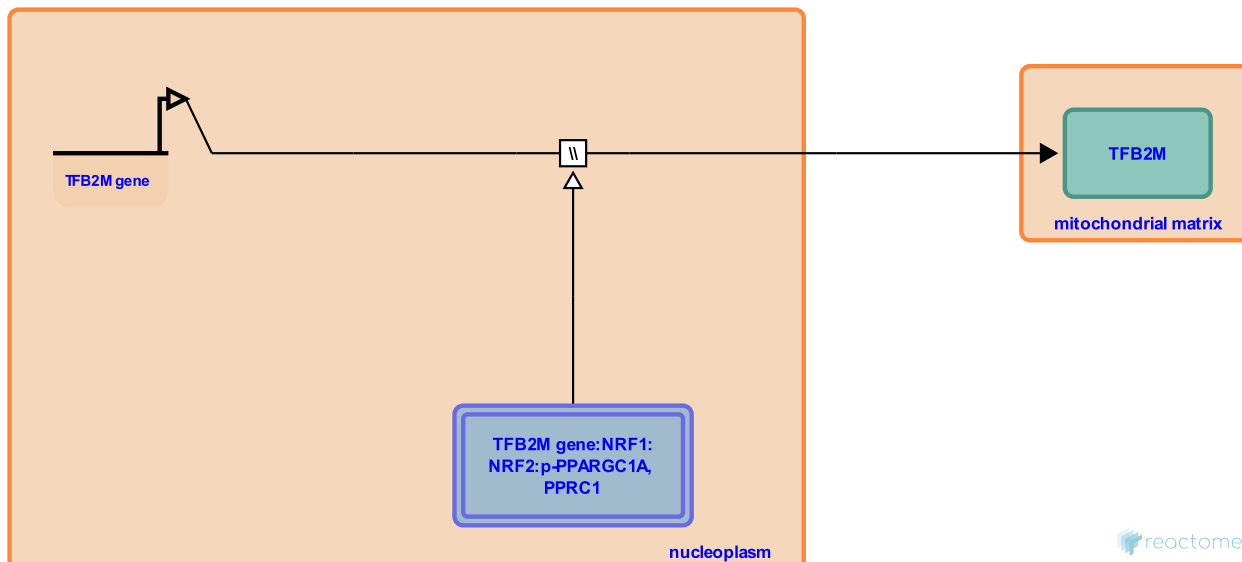 TFB2M gene
\\
TFB2M
mitochondrial matrix
TFB2M gene:NRF1:
NRF2:p-PPARGC1A,
PPRC1
nucleoplasm
reactome